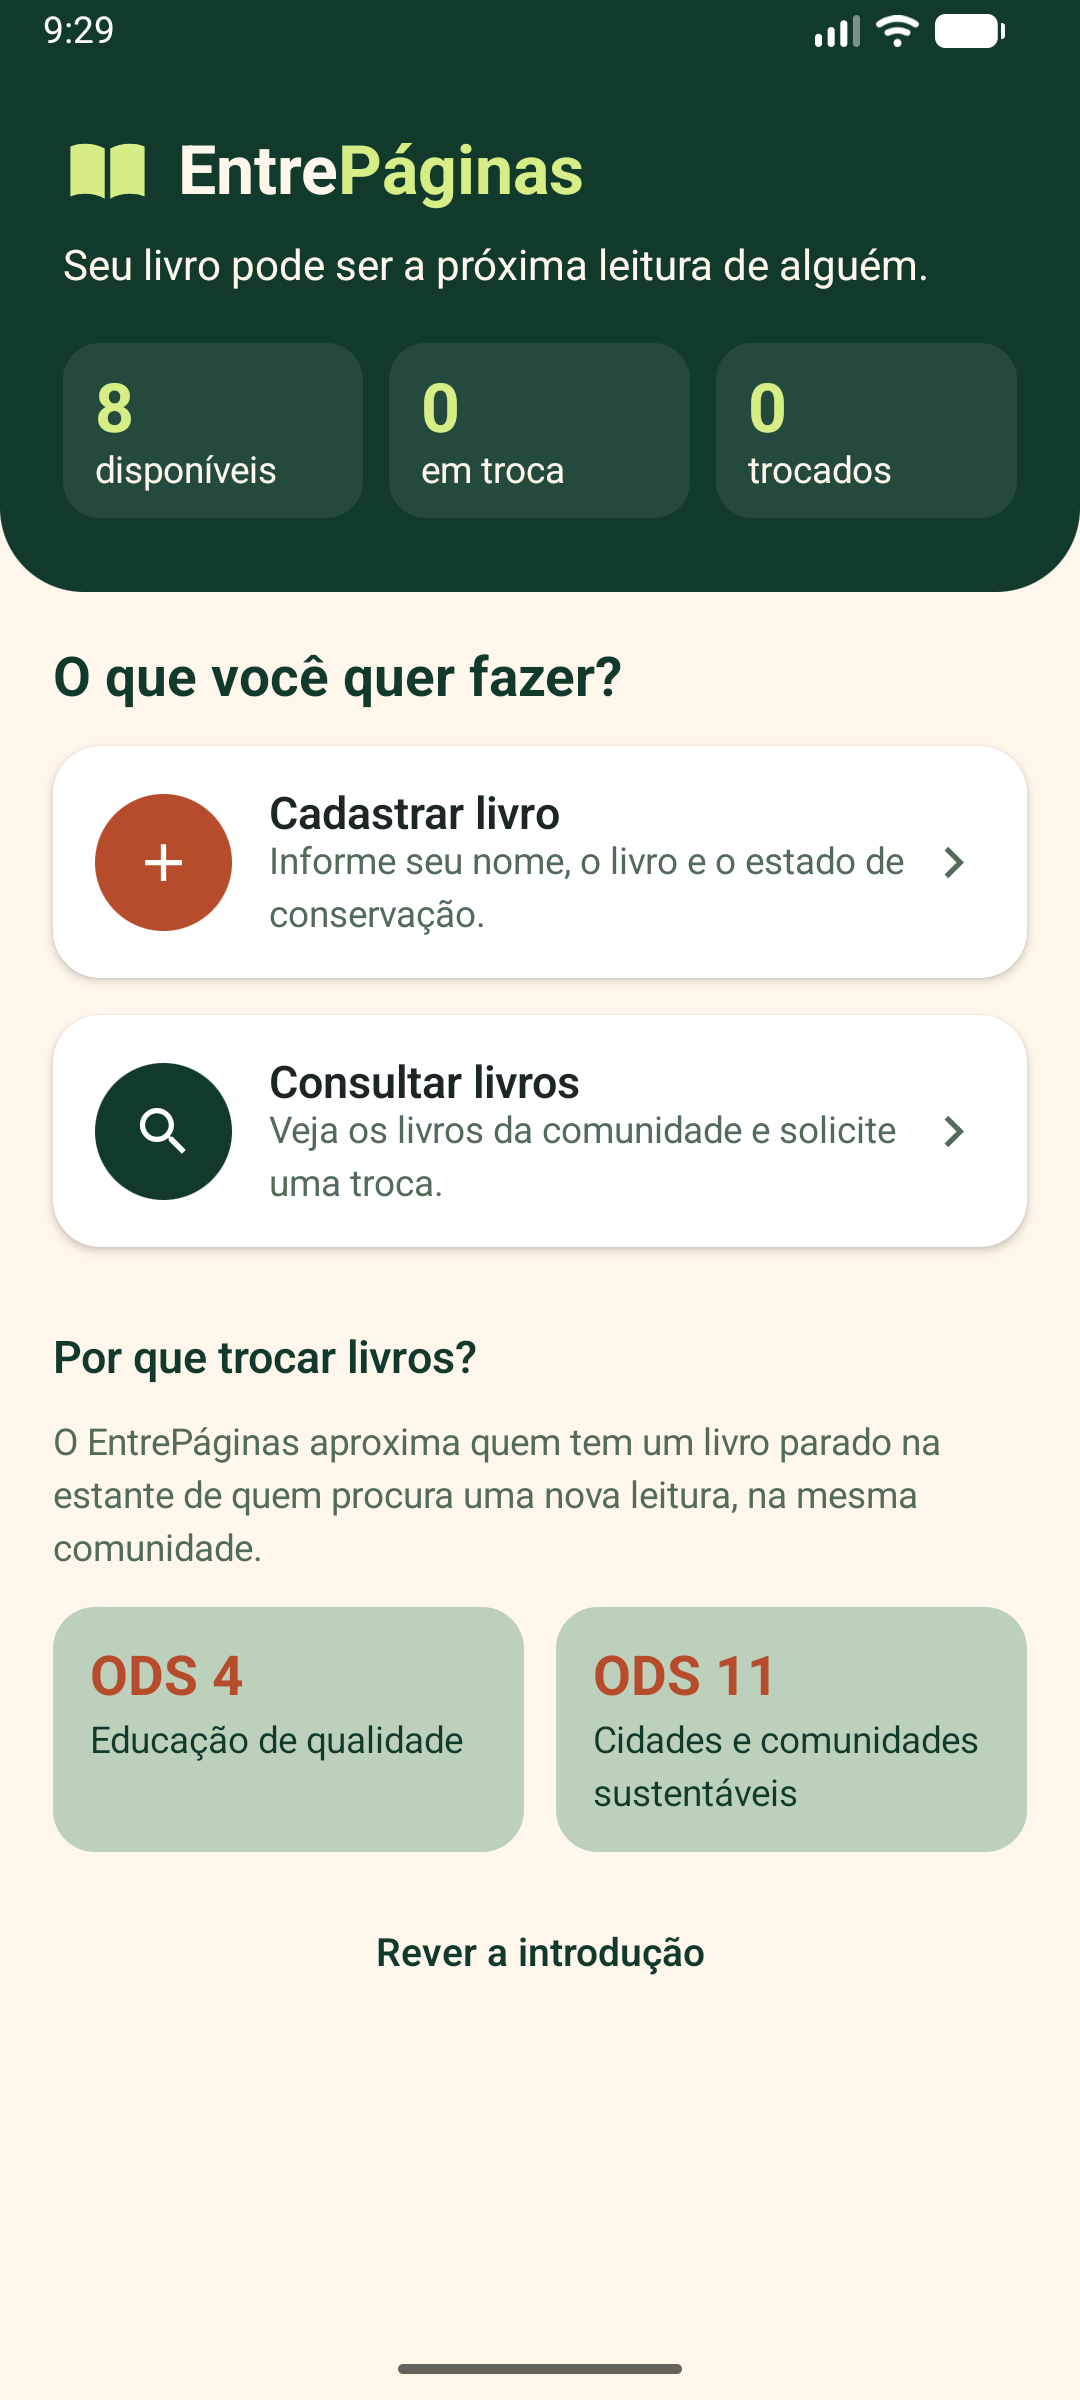 9:29
EntrePáginas
Seu livro pode ser a próxima leitura de alguém.
8
disponíveis
0
em troca
0
trocados
O que você quer fazer?
Cadastrar livro
Informe seu nome, o livro e o estado de
conservação.
Consultar livros
Veja os livros da comunidade e solicite
uma troca.
Por que trocar livros?
O EntrePáginas aproxima quem tem um livro parado na
estante de quem procura uma nova leitura, na mesma
comunidade.
ODS 4
Educação de qualidade
ODS 11
Cidades e comunidades
sustentáveis
Rever a introdução